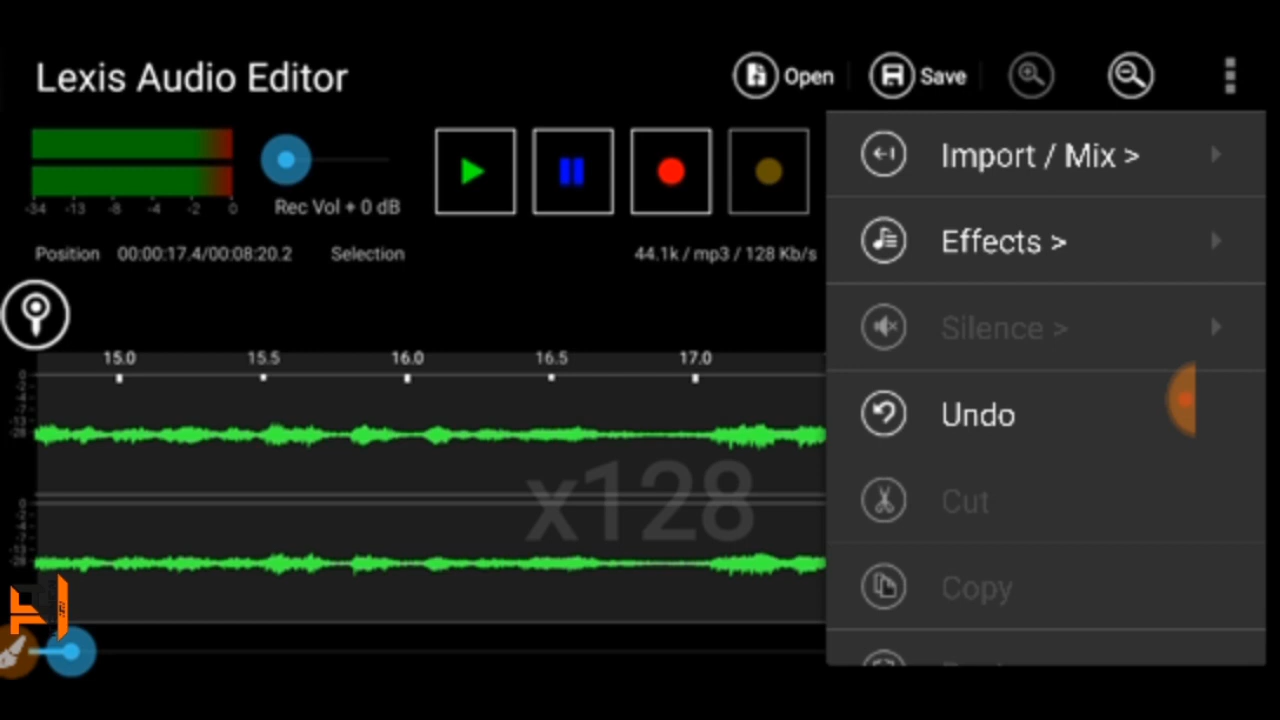 Lexis Audio Editor
Open
Save
-34 -13 -8 -4 -2 0
Rec Vol + 0 dB
Position 00:00:17.4/00:08:20.2 Selection 44.1k / mp3 / 128 Kb/s
15.0 15.5 16.0 16.5 17.0
x128
Import / Mix >
Effects >
Silence >
Undo
Cut
Copy